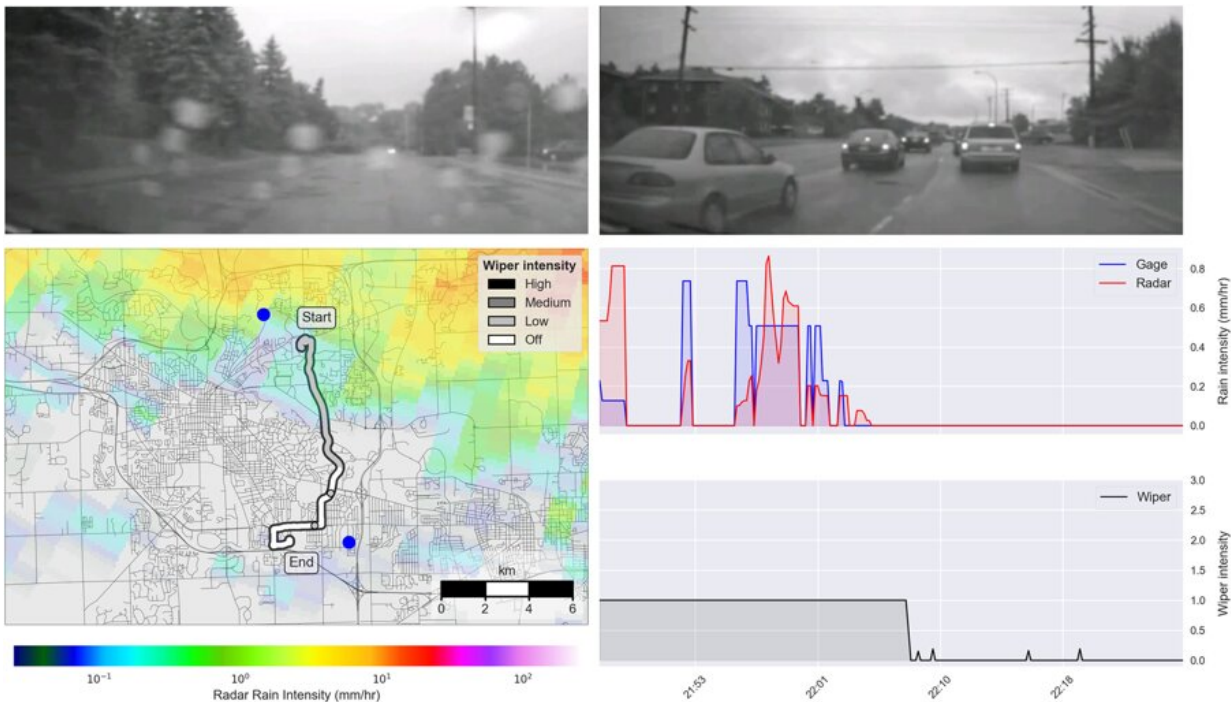 Wiper intensity
High
Medium
Low
Off
Start
End
km
0 2 4 6
10⁻¹ 10⁰ 10¹ 10²
Radar Rain Intensity (mm/hr)
Gage
Radar
0.8
0.6
0.4
0.2
0.0
Rain intensity (mm/hr)
Wiper
3.0
2.5
2.0
1.5
1.0
0.5
0.0
Wiper intensity
21:53 22:01 22:10 22:18